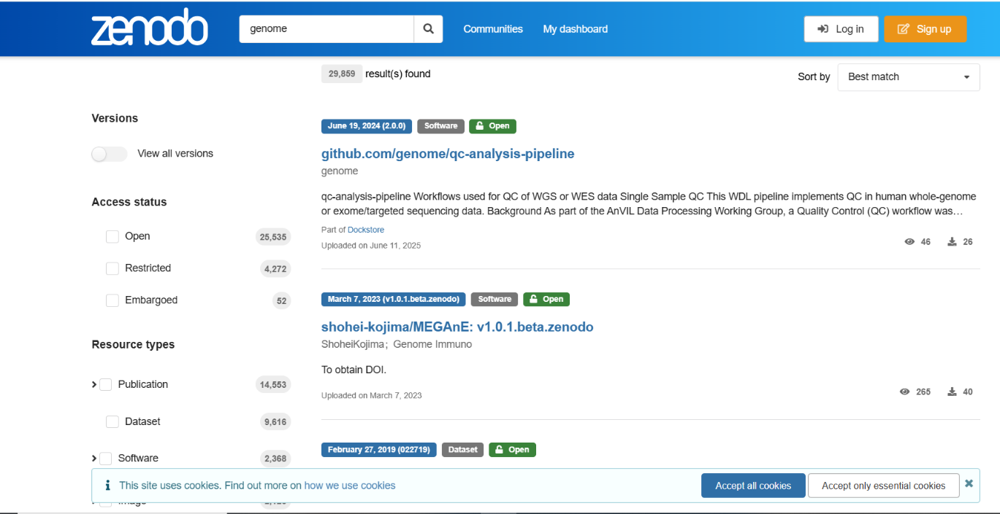 zenodo
genome
Communities
My dashboard
Log in
Sign up
29,859 result(s) found
Sort by
Best match
Versions
View all versions
Access status
Open 25,535
Restricted 4,272
Embargoed 52
Resource types
Publication 14,553
Dataset 9,616
Software 2,368
June 19, 2024 (2.0.0) Software Open
github.com/genome/qc-analysis-pipeline
genome
qc-analysis-pipeline Workflows used for QC of WGS or WES data Single Sample QC This WDL pipeline implements QC in human whole-genome
or exome/targeted sequencing data. Background As part of the AnVIL Data Processing Working Group, a Quality Control (QC) workflow was…
Part of Dockstore
Uploaded on June 11, 2025
46 26
March 7, 2023 (v1.0.1.beta.zenodo) Software Open
shohei-kojima/MEGAnE: v1.0.1.beta.zenodo
ShoheiKojima; Genome Immuno
To obtain DOI.
Uploaded on March 7, 2023
265 40
February 27, 2019 (022719) Dataset Open
This site uses cookies. Find out more on how we use cookies
Accept all cookies
Accept only essential cookies